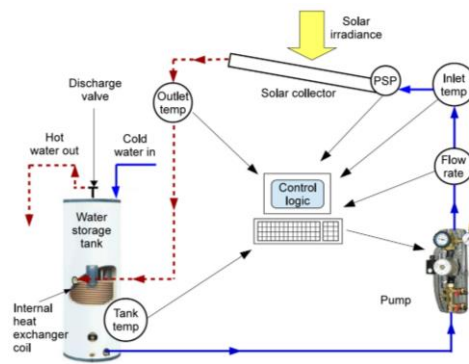 Solar
irradiance
PSP
Solar collector
Inlet
temp
Discharge
valve
Outlet
temp
Hot
water out
Cold
water in
Flow
rate
Control
logic
Water
storage
tank
Internal
heat
exchanger
coil
Tank
temp
Pump